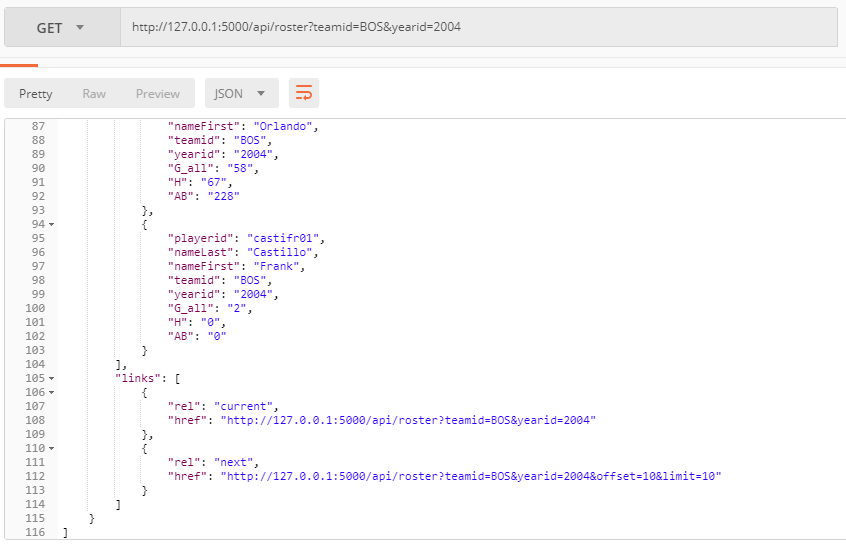 GET http://127.0.0.1:5000/api/roster?teamid=BOS&yearid=2004
Pretty Raw Preview JSON
87 "nameFirst": "Orlando",
88 "teamid": "BOS",
89 "yearid": "2004",
90 "G_all": "58",
91 "H": "67",
92 "AB": "228"
93 },
94 {
95 "playerid": "castifr01",
96 "nameLast": "Castillo",
97 "nameFirst": "Frank",
98 "teamid": "BOS",
99 "yearid": "2004",
100 "G_all": "2",
101 "H": "0",
102 "AB": "0"
103 }
104 ],
105 "links": [
106 {
107 "rel": "current",
108 "href": "http://127.0.0.1:5000/api/roster?teamid=BOS&yearid=2004"
109 },
110 {
111 "rel": "next",
112 "href": "http://127.0.0.1:5000/api/roster?teamid=BOS&yearid=2004&offset=10&limit=10"
113 }
114 ]
115 }
116 ]